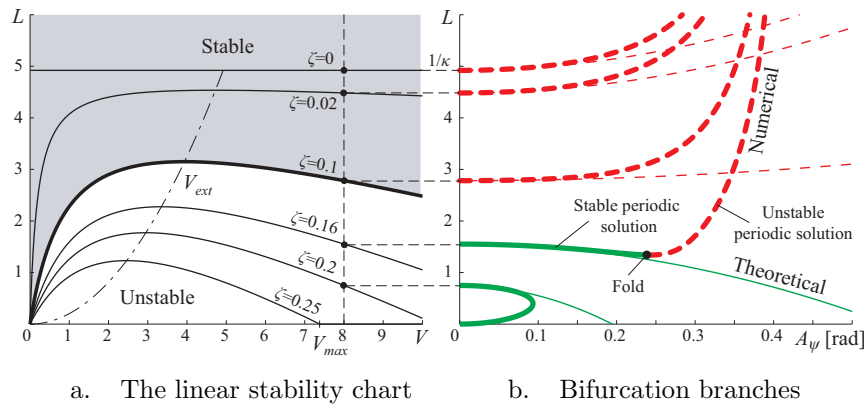 L
Stable
5
ζ=0
ζ=0.02
4
3
ζ=0.1
V_ext
2
ζ=0.16
1
ζ=0.2
Unstable
ζ=0.25
0 1 2 3 4 5 6 7 8 V
V_max
a. The linear stability chart
L
1/κ
5
4
3
2
1
Numerical
Stable periodic
solution
Unstable
periodic solution
Fold
Theoretical
0 0.1 0.2 0.3 0.4 A_ψ [rad]
b. Bifurcation branches